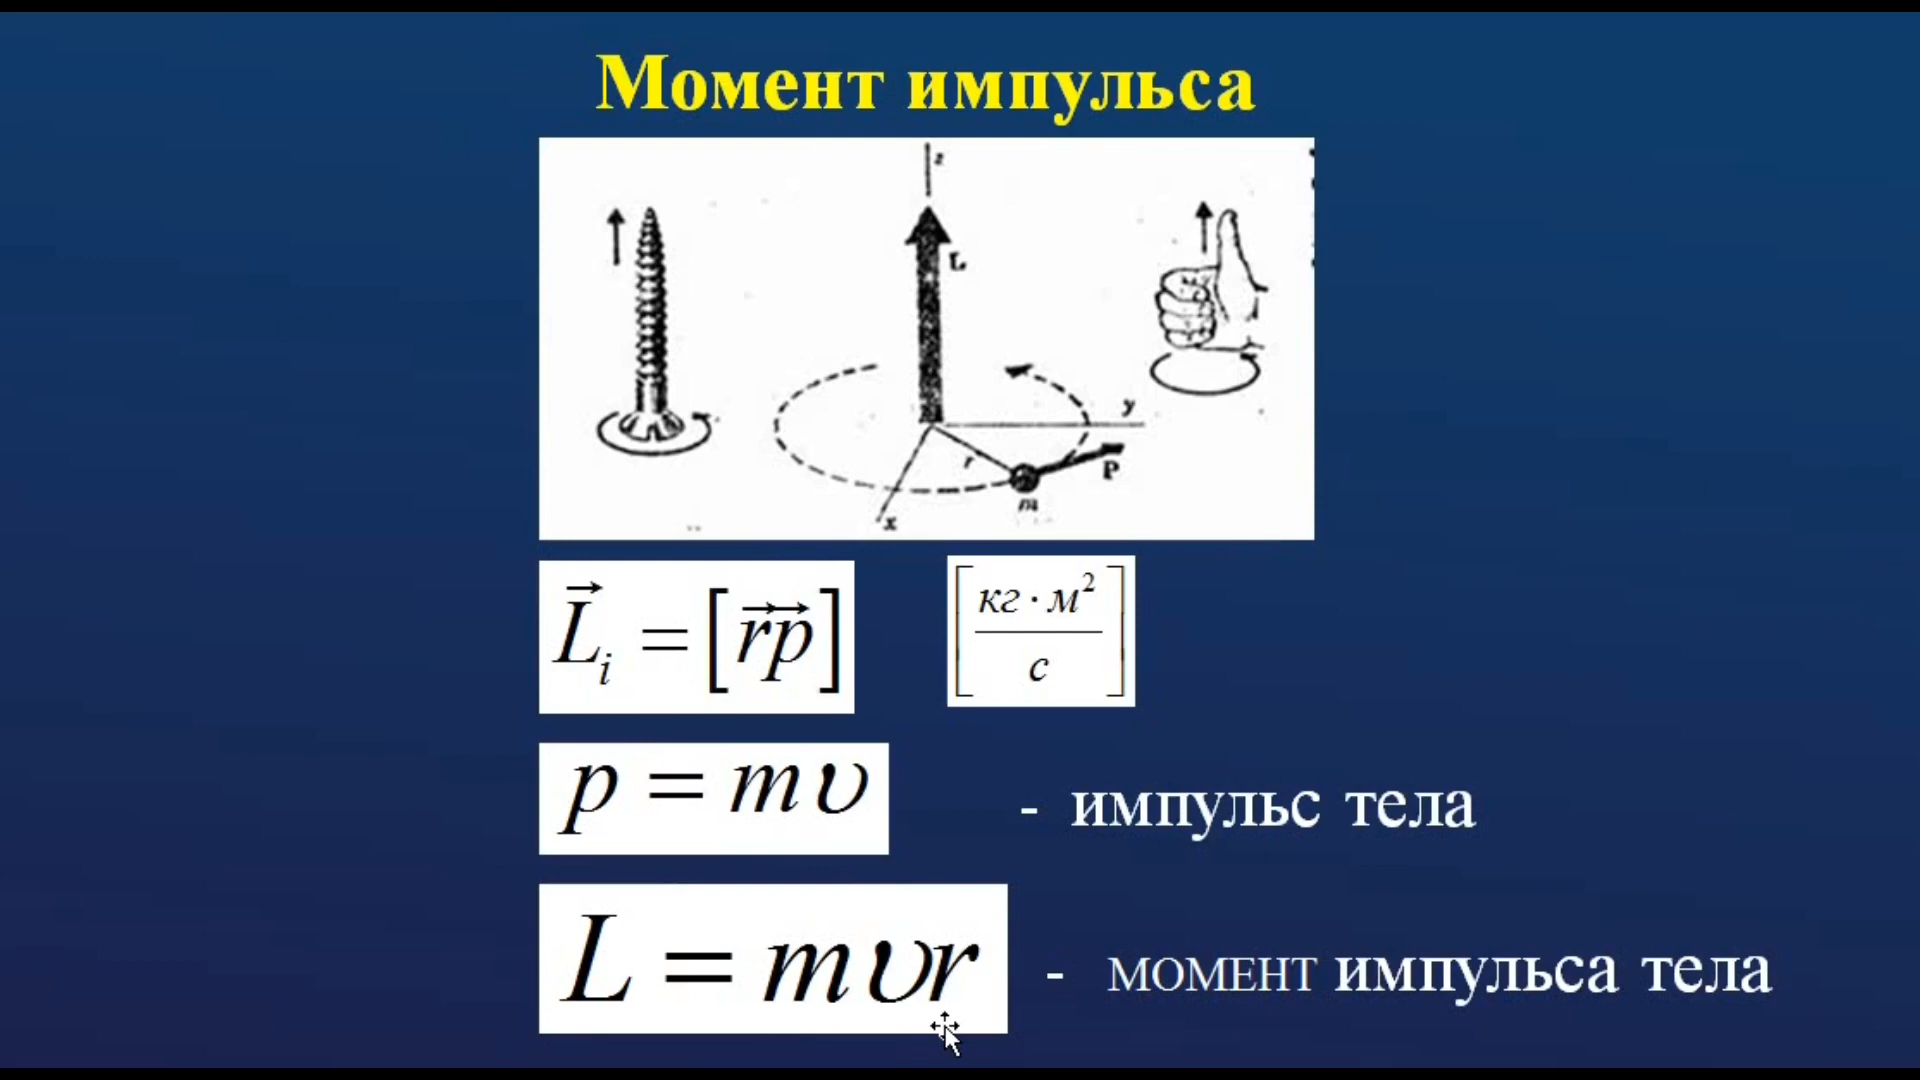 Момент импульса
z
L
y
r
P
m
x
L⃗ᵢ = [r⃗p⃗]
[кг · м² / с]
p = mυ
- импульс тела
L = mυr
- МОМЕНТ импульса тела